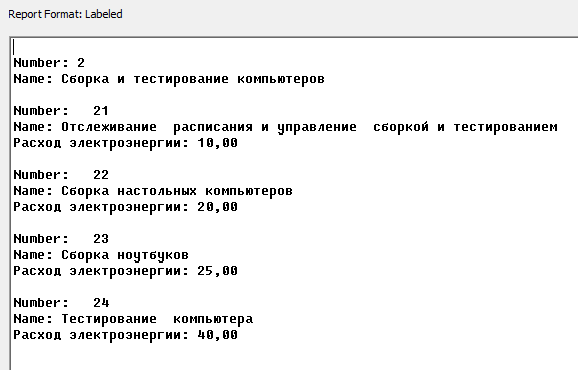 Report Format: Labeled
Number: 2
Name: Сборка и тестирование компьютеров
Number:   21
Name: Отслеживание  расписания и управление  сборкой и тестированием
Расход электроэнергии: 10,00
Number:   22
Name: Сборка настольных компьютеров
Расход электроэнергии: 20,00
Number:   23
Name: Сборка ноутбуков
Расход электроэнергии: 25,00
Number:   24
Name: Тестирование  компьютера
Расход электроэнергии: 40,00